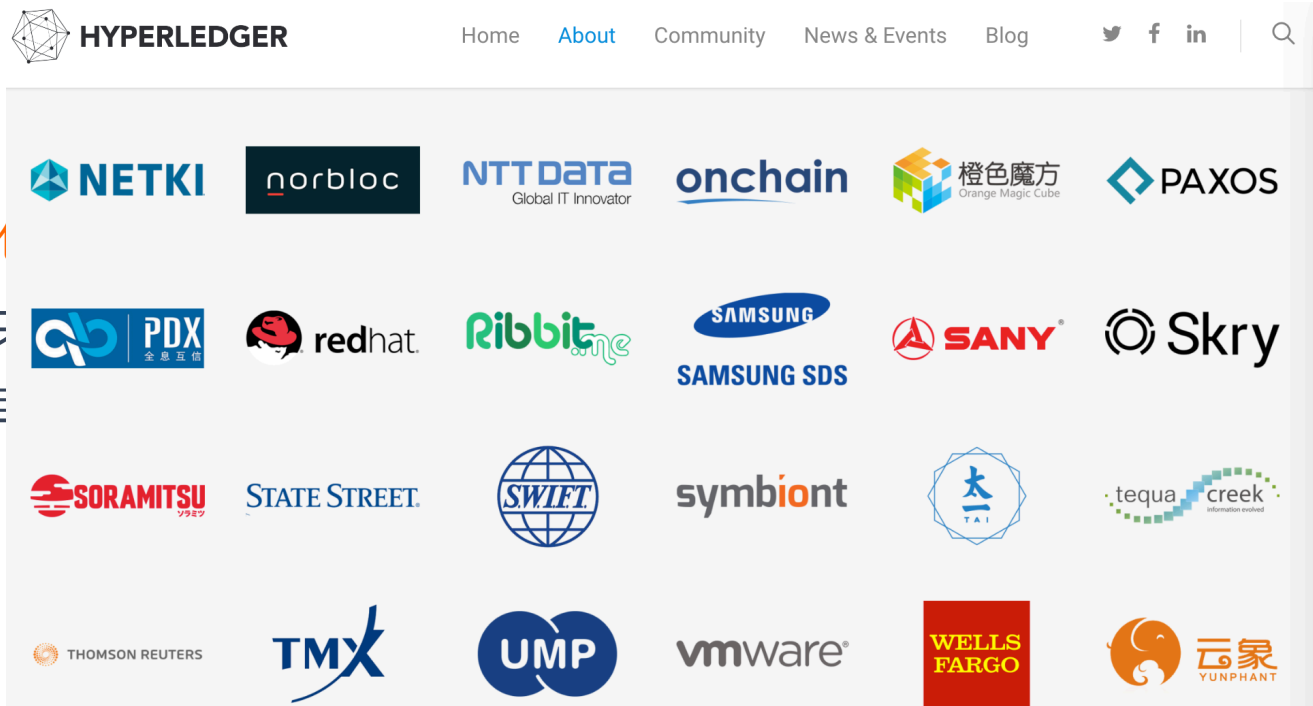 HYPERLEDGER
Home About Community News & Events Blog
NETKI
norbloc
NTT DATA
Global IT Innovator
onchain
橙色魔方
Orange Magic Cube
PAXOS
PDX
全息互信
redhat.
Ribbit.me
SAMSUNG
SAMSUNG SDS
SANY®
Skry
SORAMITSU
ソラミツ
STATE STREET®
S.W.I.F.T.
symbiont
太一
TAI
tequa creek
information evolved
THOMSON REUTERS
TMX
UMP
vmware®
WELLS
FARGO
云象
YUNPHANT